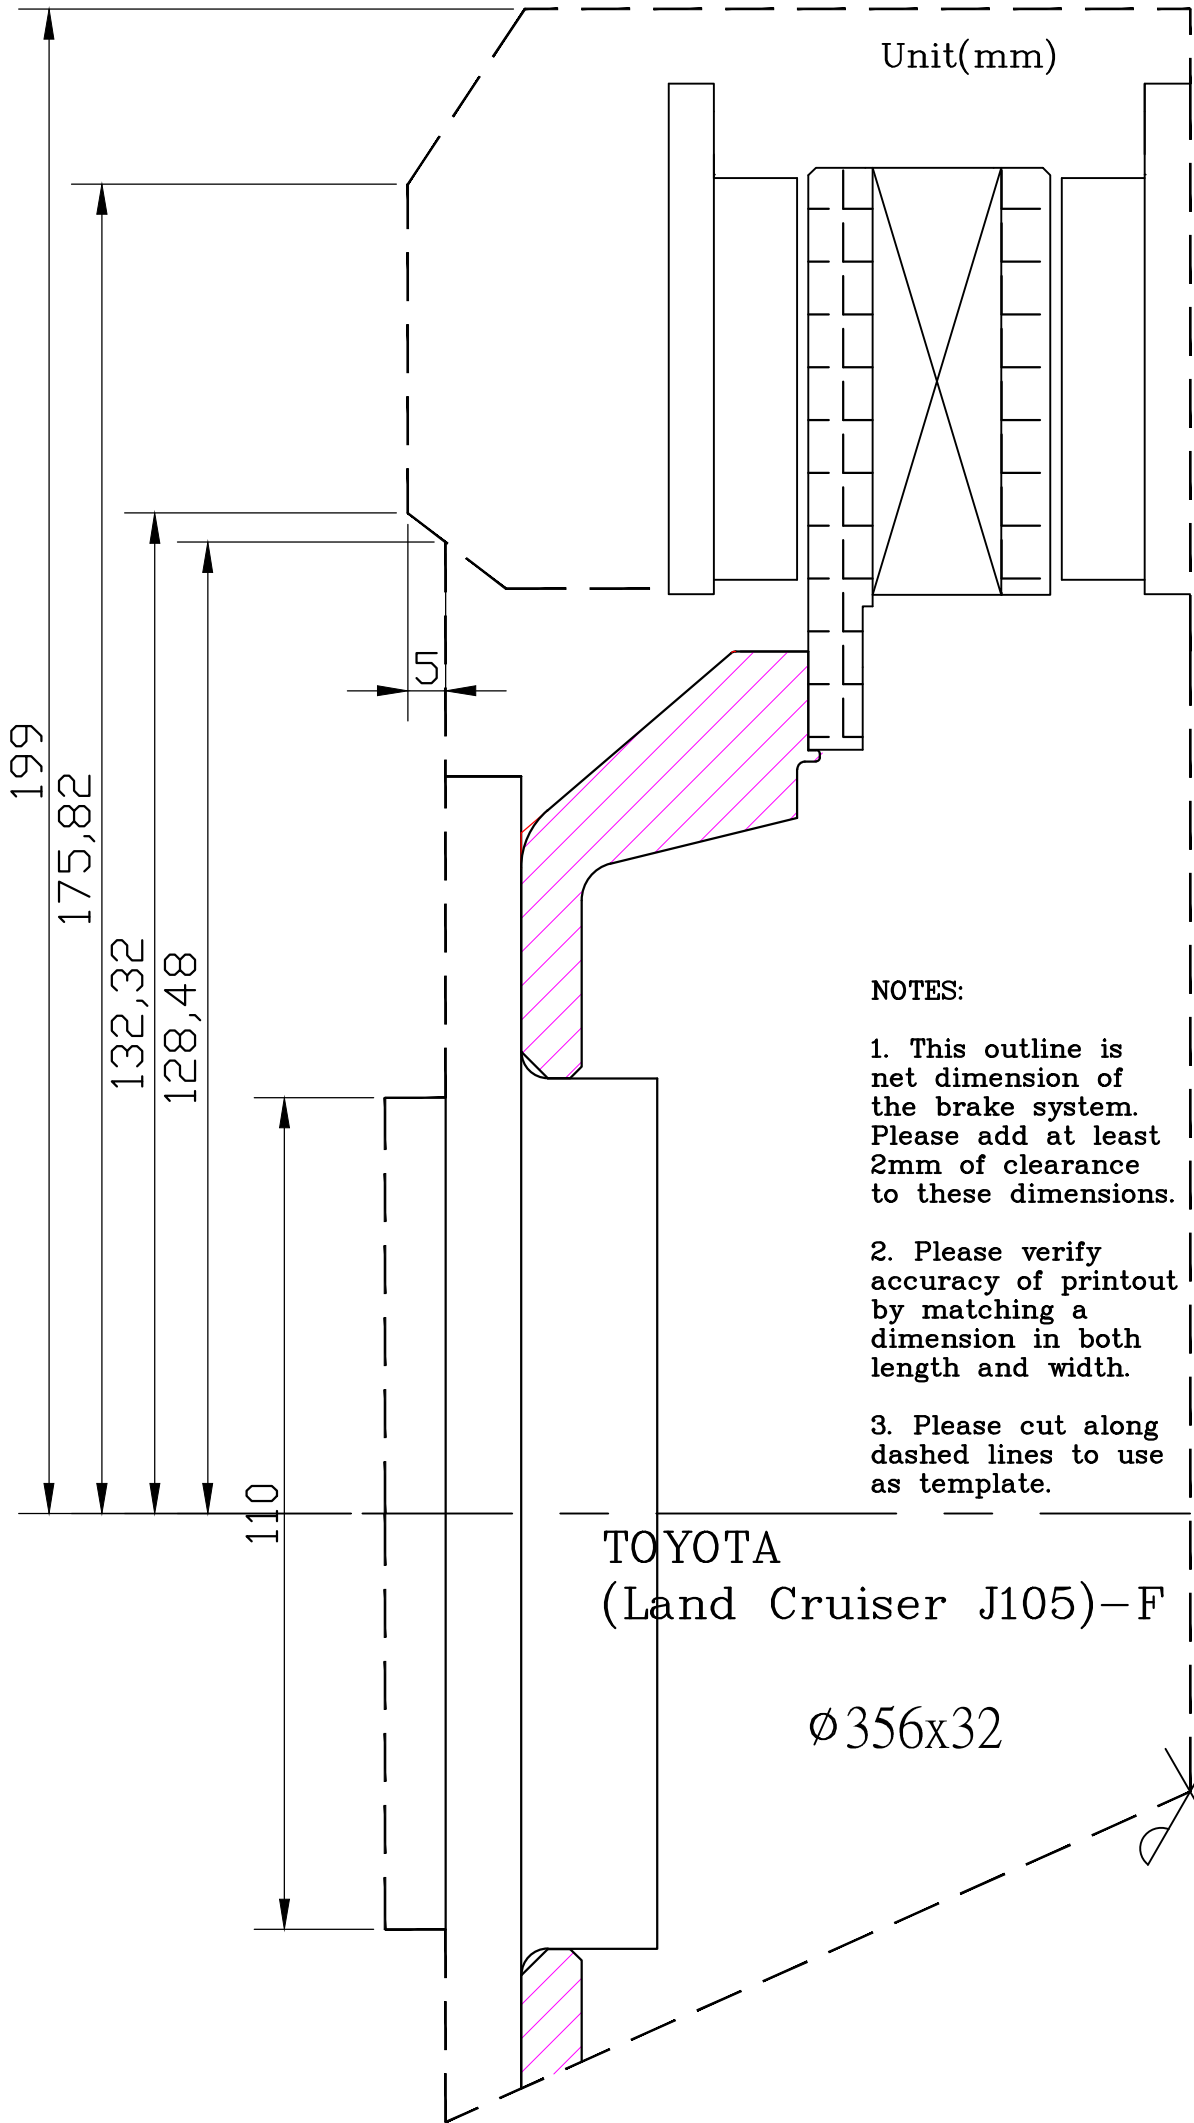 Unit(mm)
5
199
175,82
132,32
128,48
110
NOTES:
1. This outline is
net dimension of
the brake system.
Please add at least
2mm of clearance
to these dimensions.
2. Please verify
accuracy of printout
by matching a
dimension in both
length and width.
3. Please cut along
dashed lines to use
as template.
TOYOTA
(Land Cruiser J105)-F
Ø356x32